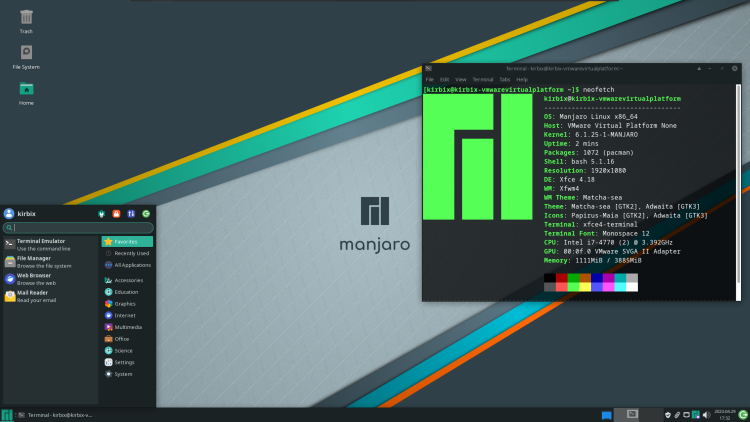 Trash
File System
Home
Terminal - kirbix@kirbix-vmwarevirtualplatform:~
File Edit View Terminal Tabs Help
[kirbix@kirbix-vmwarevirtualplatform ~]$ neofetch
kirbix@kirbix-vmwarevirtualplatform
-----------------------------------
OS: Manjaro Linux x86_64
Host: VMware Virtual Platform None
Kernel: 6.1.25-1-MANJARO
Uptime: 2 mins
Packages: 1072 (pacman)
Shell: bash 5.1.16
Resolution: 1920x1080
DE: Xfce 4.18
WM: Xfwm4
WM Theme: Matcha-sea
Theme: Matcha-sea [GTK2], Adwaita [GTK3]
Icons: Papirus-Maia [GTK2], Adwaita [GTK3]
Terminal: xfce4-terminal
Terminal Font: Monospace 12
CPU: Intel i7-4770 (2) @ 3.392GHz
GPU: 00:0f.0 VMware SVGA II Adapter
Memory: 1111MiB / 3885MiB
manjaro
kirbix
Terminal Emulator
Use the command line
File Manager
Browse the file system
Web Browser
Browse the web
Mail Reader
Read your email
Favorites
Recently Used
All Applications
Accessories
Education
Graphics
Internet
Multimedia
Office
Science
Settings
System
Terminal - kirbix@kirbix-v...
2023-04-29
17:32